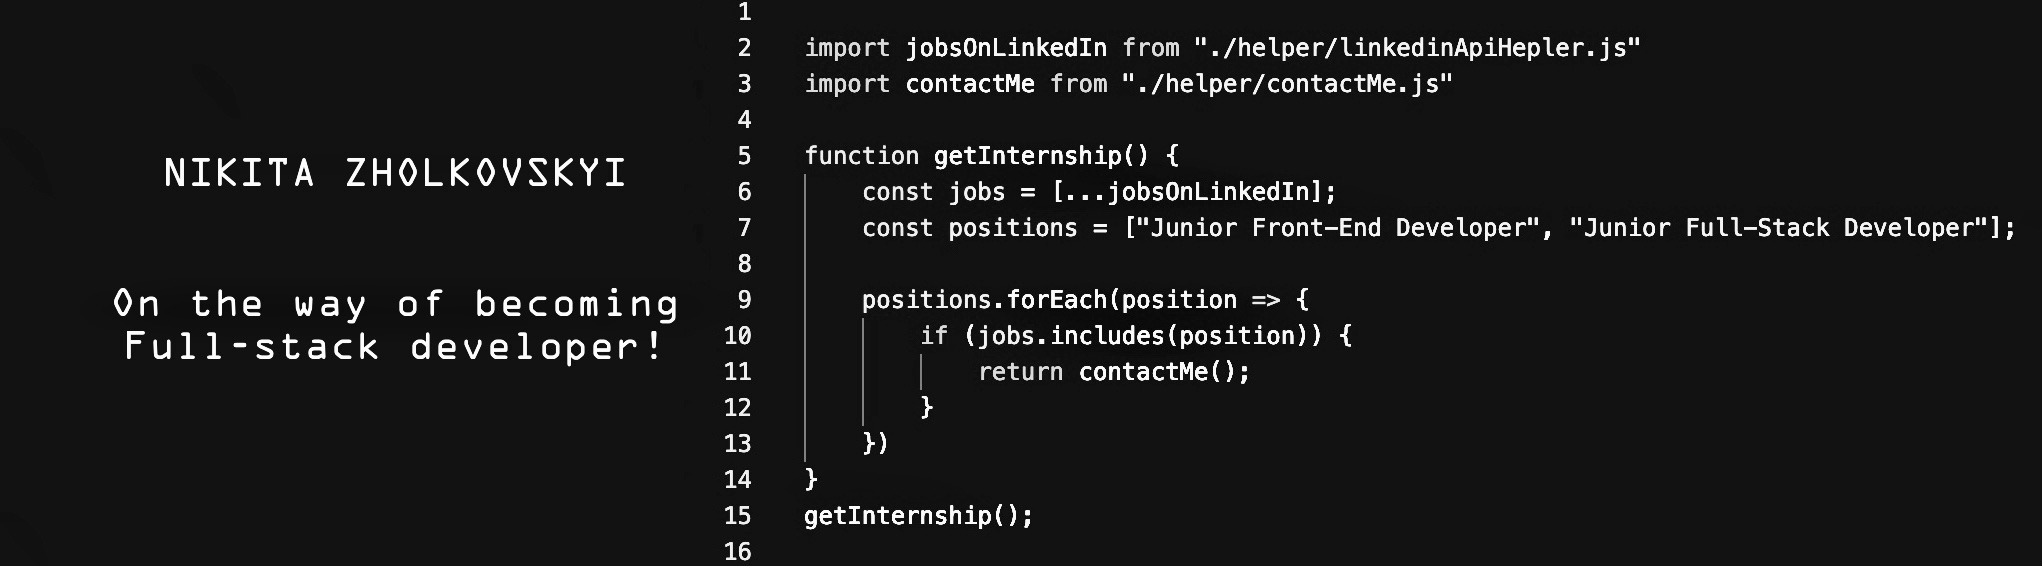 NIKITA ZHOLKOVSKYI
On the way of becoming
Full-stack developer!
1
2 import jobsOnLinkedIn from "./helper/linkedinApiHepler.js"
3 import contactMe from "./helper/contactMe.js"
4
5 function getInternship() {
6 const jobs = [...jobsOnLinkedIn];
7 const positions = ["Junior Front-End Developer", "Junior Full-Stack Developer"];
8
9 positions.forEach(position => {
10 if (jobs.includes(position)) {
11 return contactMe();
12 }
13 })
14 }
15 getInternship();
16